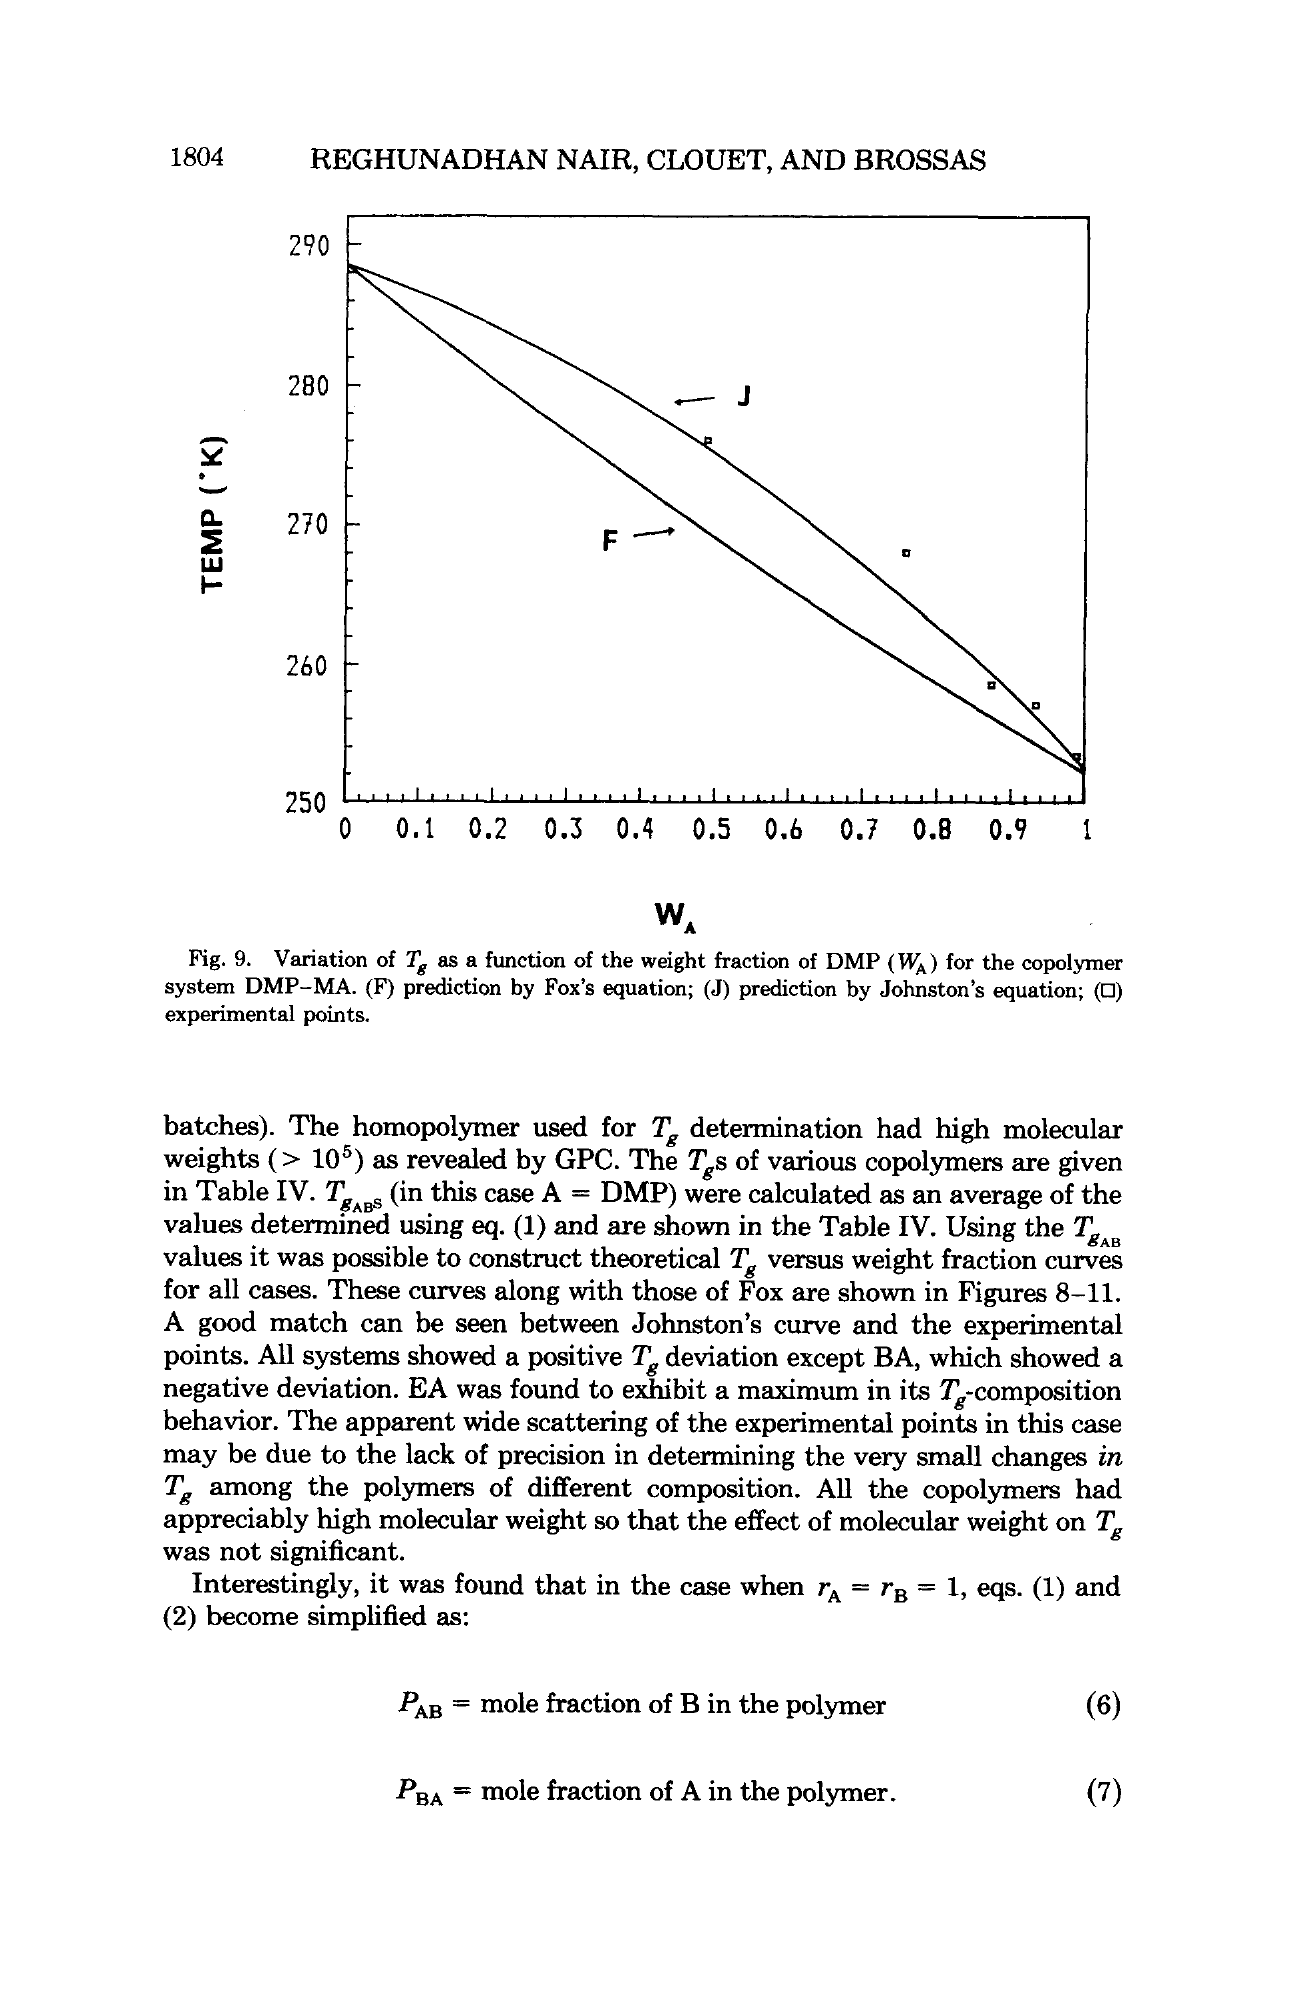 1804 REGHUNADHAN NAIR, CLOUET, AND BROSSAS
290
280
270
260
250
TEMP (°K)
J
F
0 0.1 0.2 0.3 0.4 0.5 0.6 0.7 0.8 0.9 1
W_A
Fig. 9. Variation of T_g as a function of the weight fraction of DMP (W_A) for the copolymer
system DMP–MA. (F) prediction by Fox's equation; (J) prediction by Johnston's equation; (□)
experimental points.
batches). The homopolymer used for T_g determination had high molecular
weights (> 10⁵) as revealed by GPC. The T_gs of various copolymers are given
in Table IV. T_gABs (in this case A = DMP) were calculated as an average of the
values determined using eq. (1) and are shown in the Table IV. Using the T_gAB
values it was possible to construct theoretical T_g versus weight fraction curves
for all cases. These curves along with those of Fox are shown in Figures 8–11.
A good match can be seen between Johnston's curve and the experimental
points. All systems showed a positive T_g deviation except BA, which showed a
negative deviation. EA was found to exhibit a maximum in its T_g-composition
behavior. The apparent wide scattering of the experimental points in this case
may be due to the lack of precision in determining the very small changes in
T_g among the polymers of different composition. All the copolymers had
appreciably high molecular weight so that the effect of molecular weight on T_g
was not significant.
Interestingly, it was found that in the case when r_A = r_B = 1, eqs. (1) and
(2) become simplified as:
P_AB = mole fraction of B in the polymer (6)
P_BA = mole fraction of A in the polymer. (7)